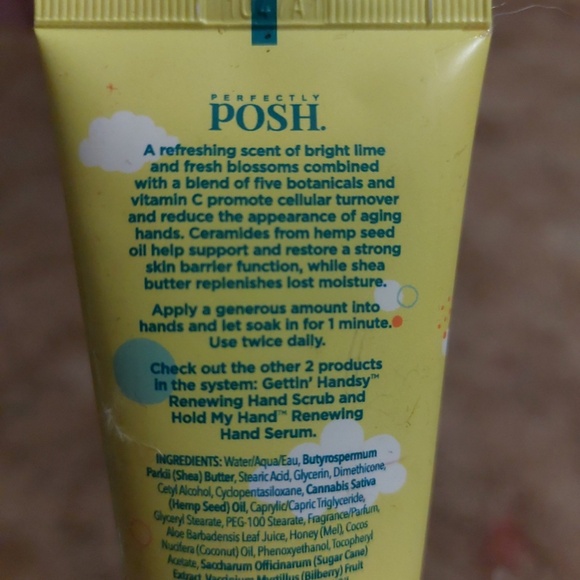 PERFECTLY
POSH.
A refreshing scent of bright lime
and fresh blossoms combined
with a blend of five botanicals and
vitamin C promote cellular turnover
and reduce the appearance of aging
hands. Ceramides from hemp seed
oil help support and restore a strong
skin barrier function, while shea
butter replenishes lost moisture.
Apply a generous amount into
hands and let soak in for 1 minute.
Use twice daily.
Check out the other 2 products
in the system: Gettin' Handsy™
Renewing Hand Scrub and
Hold My Hand™ Renewing
Hand Serum.
INGREDIENTS: Water/Aqua/Eau, Butyrospermum
Parkii (Shea) Butter, Stearic Acid, Glycerin, Dimethicone,
Cetyl Alcohol, Cyclopentasiloxane, Cannabis Sativa
(Hemp Seed) Oil, Caprylic/Capric Triglyceride,
Glyceryl Stearate, PEG-100 Stearate, Fragrance/Parfum,
Aloe Barbadensis Leaf Juice, Honey (Mel), Cocos
Nucifera (Coconut) Oil, Phenoxyethanol, Tocopheryl
Acetate, Saccharum Officinarum (Sugar Cane)
Extract, Vaccinium Myrtillus (Bilberry) Fruit